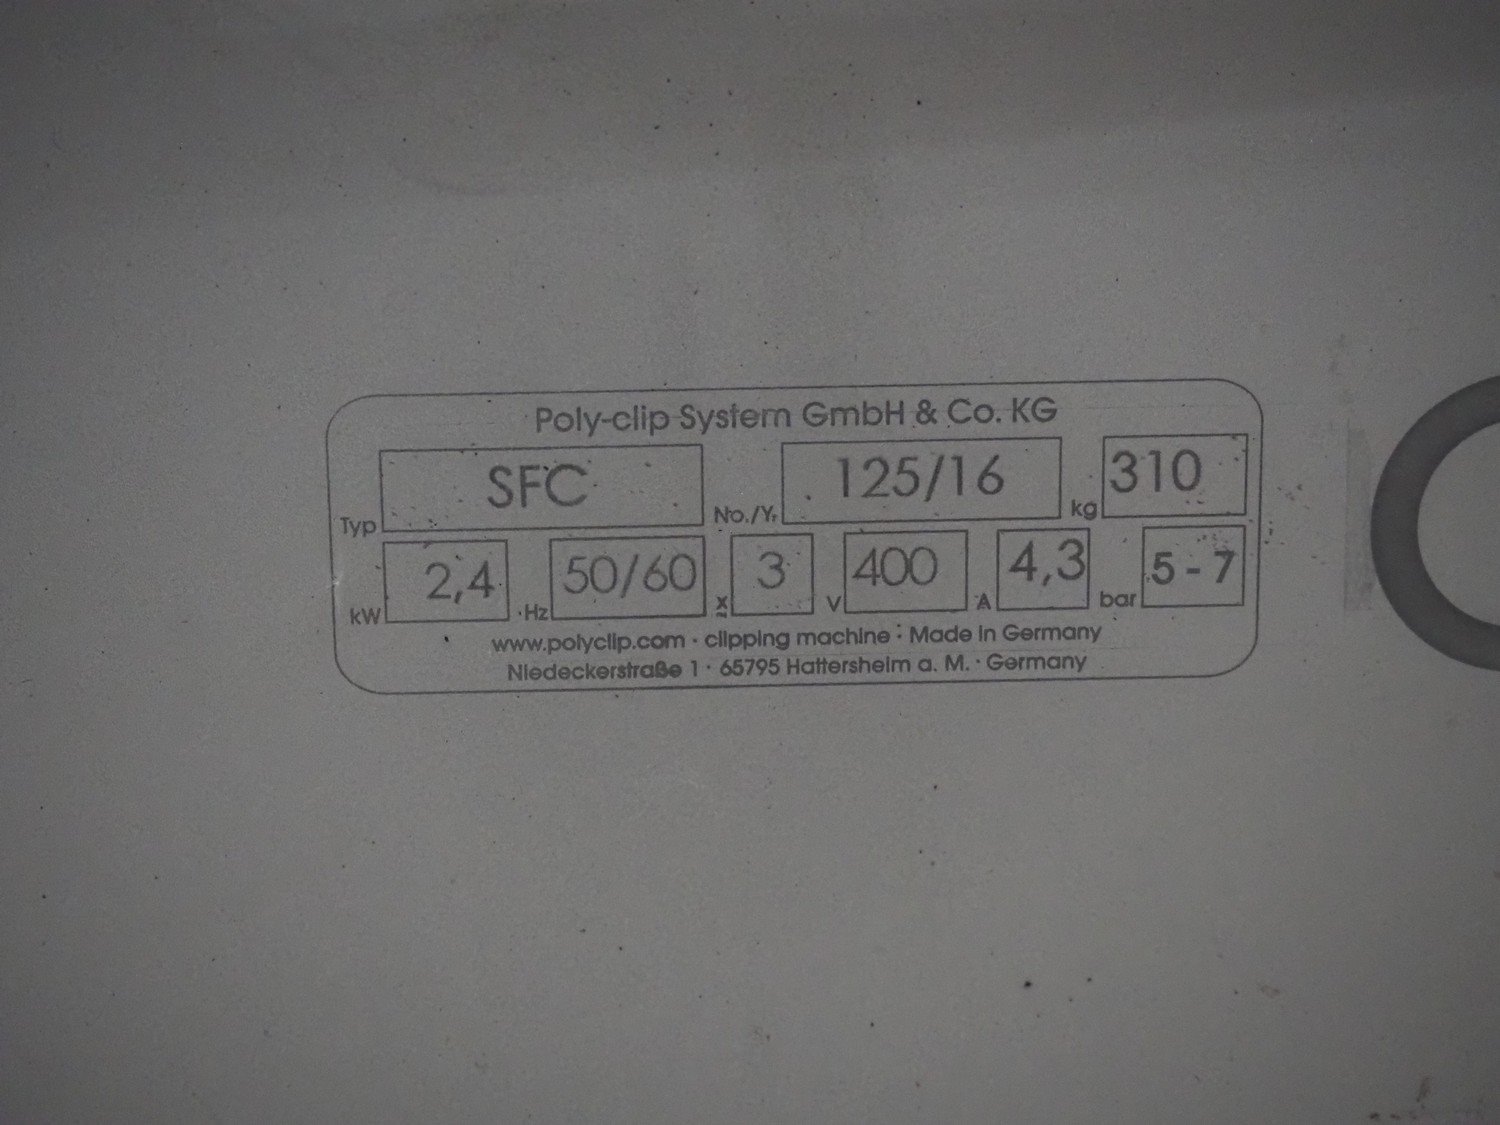 Poly-clip System GmbH & Co. KG
Typ SFC No./Yr. 125/16 kg 310
kW 2,4 Hz 50/60 x 3 V 400 A 4,3 bar 5 - 7
www.polyclip.com · clipping machine · Made in Germany
Niedeckerstraße 1 · 65795 Hattersheim a. M. · Germany